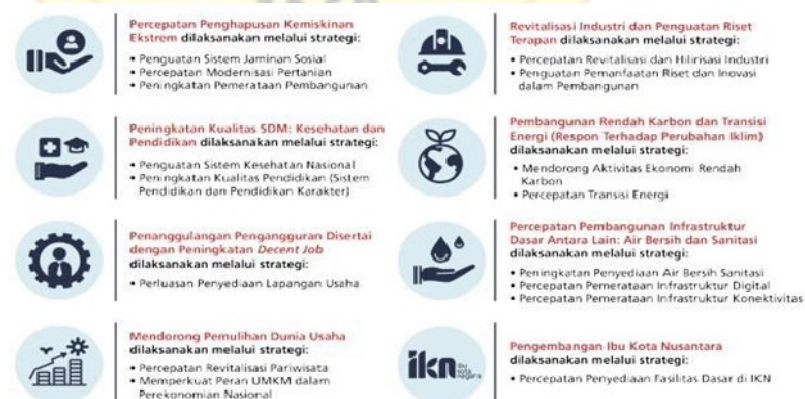 Percepatan Penghapusan Kemiskinan
Ekstrem dilaksanakan melalui strategi:
• Penguatan Sistem Jaminan Sosial
• Percepatan Modernisasi Pertanian
• Peningkatan Pemerataan Pembangunan
Peningkatan Kualitas SDM: Kesehatan dan
Pendidikan dilaksanakan melalui strategi:
• Penguatan Sistem Kesehatan Nasional
• Peningkatan Kualitas Pendidikan (Sistem
Pendidikan dan Pendidikan Karakter)
Penanggulangan Pengangguran Disertai
dengan Peningkatan Decent Job
dilaksanakan melalui strategi:
• Perluasan Penyediaan Lapangan Usaha
Mendorong Pemulihan Dunia Usaha
dilaksanakan melalui strategi:
• Percepatan Revitalisasi Pariwisata
• Memperkuat Peran UMKM dalam
Perekonomian Nasional
Revitalisasi Industri dan Penguatan Riset
Terapan dilaksanakan melalui strategi:
• Percepatan Revitalisasi dan Hilirisasi Industri
• Penguatan Pemanfaatan Riset dan Inovasi
dalam Pembangunan
Pembangunan Rendah Karbon dan Transisi
Energi (Respon Terhadap Perubahan Iklim)
dilaksanakan melalui strategi:
• Mendorong Aktivitas Ekonomi Rendah
Karbon
• Percepatan Transisi Energi
Percepatan Pembangunan Infrastruktur
Dasar Antara Lain: Air Bersih dan Sanitasi
dilaksanakan melalui strategi:
• Peningkatan Penyediaan Air Bersih Sanitasi
• Percepatan Pemerataan Infrastruktur Digital
• Percepatan Pemerataan Infrastruktur Konektivitas
ikn ibu
kota
negara
Pengembangan Ibu Kota Nusantara
dilaksanakan melalui strategi:
• Percepatan Penyediaan Fasilitas Dasar di IKN